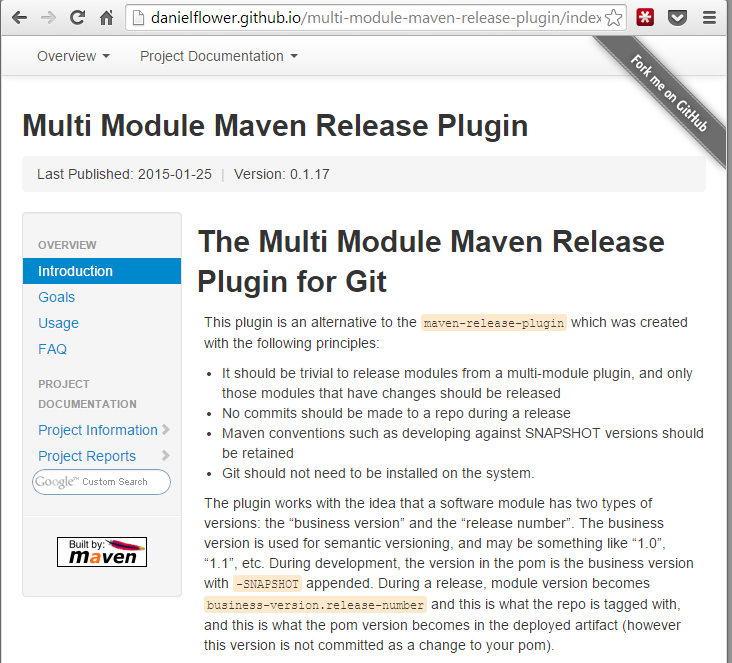 danielflower.github.io/multi-module-maven-release-plugin/index
Overview
Project Documentation
Fork me on GitHub
Multi Module Maven Release Plugin
Last Published: 2015-01-25 | Version: 0.1.17
OVERVIEW
Introduction
Goals
Usage
FAQ
PROJECT
DOCUMENTATION
Project Information
Project Reports
Google™ Custom Search
Built by:
maven
The Multi Module Maven Release
Plugin for Git
This plugin is an alternative to the maven-release-plugin which was created
with the following principles:
• It should be trivial to release modules from a multi-module plugin, and only
those modules that have changes should be released
• No commits should be made to a repo during a release
• Maven conventions such as developing against SNAPSHOT versions should
be retained
• Git should not need to be installed on the system.
The plugin works with the idea that a software module has two types of
versions: the “business version” and the “release number”. The business
version is used for semantic versioning, and may be something like “1.0”,
“1.1”, etc. During development, the version in the pom is the business version
with -SNAPSHOT appended. During a release, module version becomes
business-version.release-number and this is what the repo is tagged with,
and this is what the pom version becomes in the deployed artifact (however
this version is not committed as a change to your pom).